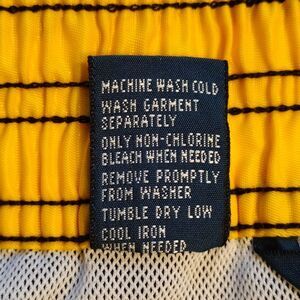 MACHINE WASH COLD
WASH GARMENT
SEPARATELY
ONLY NON-CHLORINE
BLEACH WHEN NEEDED
REMOVE PROMPTLY
FROM WASHER
TUMBLE DRY LOW
COOL IRON
WHEN NEEDED